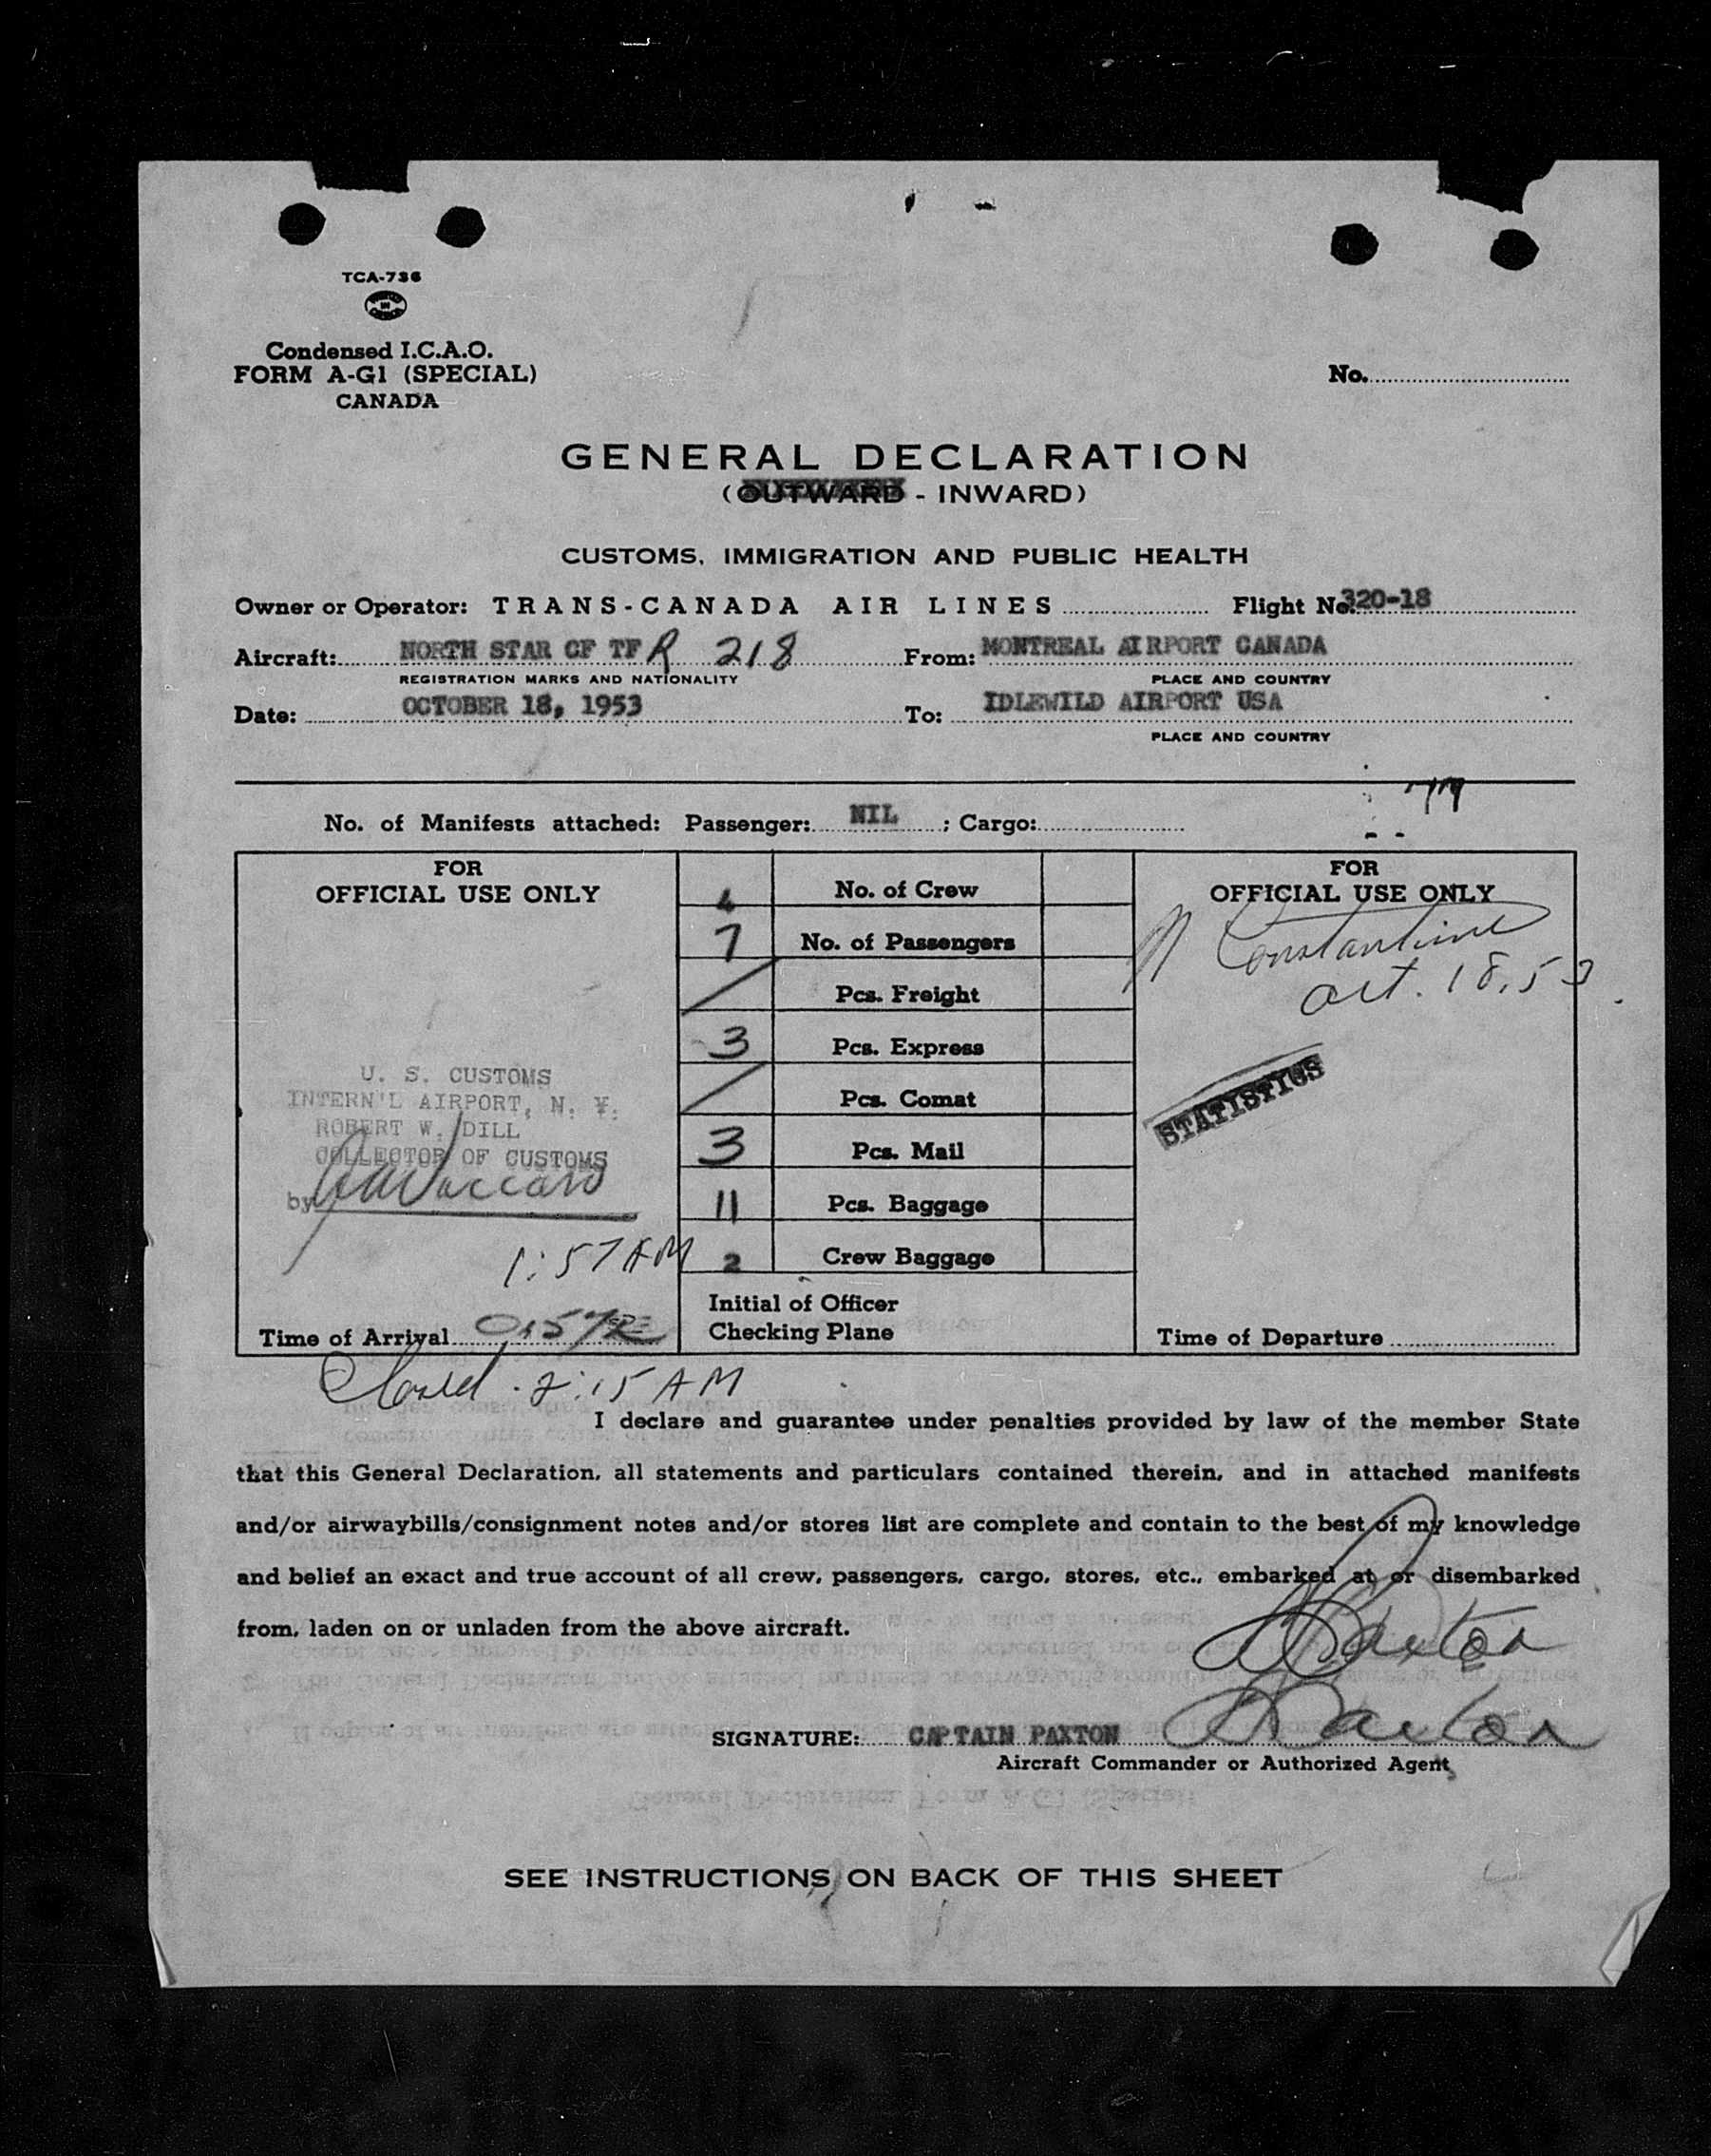 TCA-736
Condensed I.C.A.O.
FORM A-G1 (SPECIAL)
CANADA
No.
GENERAL DECLARATION
(OUTWARD - INWARD)
CUSTOMS, IMMIGRATION AND PUBLIC HEALTH
Owner or Operator: TRANS-CANADA AIR LINES Flight No. 320-18
Aircraft: NORTH STAR CF TF R 218 From: MONTREAL AIRPORT CANADA
REGISTRATION MARKS AND NATIONALITY PLACE AND COUNTRY
Date: OCTOBER 18, 1953 To: IDLEWILD AIRPORT USA
PLACE AND COUNTRY
No. of Manifests attached: Passenger: NIL ; Cargo:
FOR
OFFICIAL USE ONLY
U. S. CUSTOMS
INTERN'L AIRPORT, N. Y.
ROBERT W. DILL
COLLECTOR OF CUSTOMS
by
1:57 AM
Time of Arrival 0157
4 No. of Crew
7 No. of Passengers
/ Pcs. Freight
3 Pcs. Express
/ Pcs. Comat
3 Pcs. Mail
11 Pcs. Baggage
2 Crew Baggage
Initial of Officer
Checking Plane
FOR
OFFICIAL USE ONLY
N Constantine
Oct. 18, 53.
STATISTICS
Time of Departure
Closed. 2:15 AM
I declare and guarantee under penalties provided by law of the member State
that this General Declaration, all statements and particulars contained therein, and in attached manifests
and/or airwaybills/consignment notes and/or stores list are complete and contain to the best of my knowledge
and belief an exact and true account of all crew, passengers, cargo, stores, etc., embarked at or disembarked
from, laden on or unladen from the above aircraft.
Paxton
SIGNATURE: CAPTAIN PAXTON Paxton
Aircraft Commander or Authorized Agent
SEE INSTRUCTIONS ON BACK OF THIS SHEET